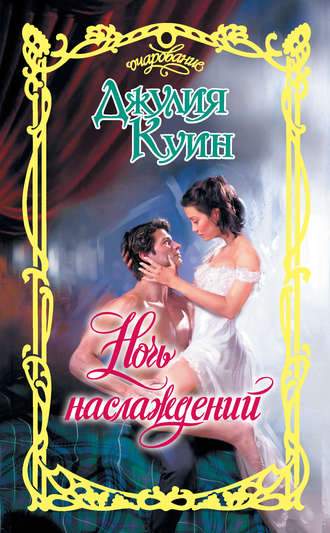 очарование
Джулия
Куин
Ночь
наслаждений